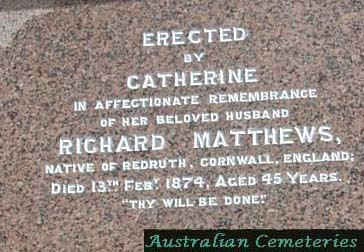 ERECTED
BY
CATHERINE
IN AFFECTIONATE REMEMBRANCE
OF HER BELOVED HUSBAND
RICHARD MATTHEWS,
NATIVE OF REDRUTH, CORNWALL, ENGLAND;
DIED 13TH FEBY. 1874, AGED 45 YEARS.
"THY WILL BE DONE."
Australian Cemeteries